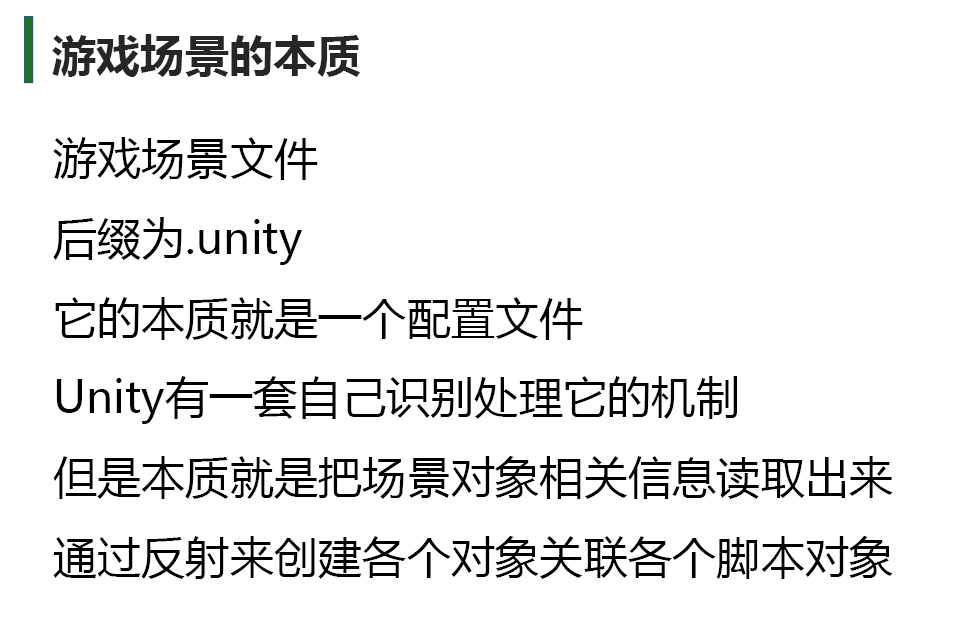 游戏场景的本质
游戏场景文件
后缀为.unity
它的本质就是一个配置文件
Unity有一套自己识别处理它的机制
但是本质就是把场景对象相关信息读取出来
通过反射来创建各个对象关联各个脚本对象